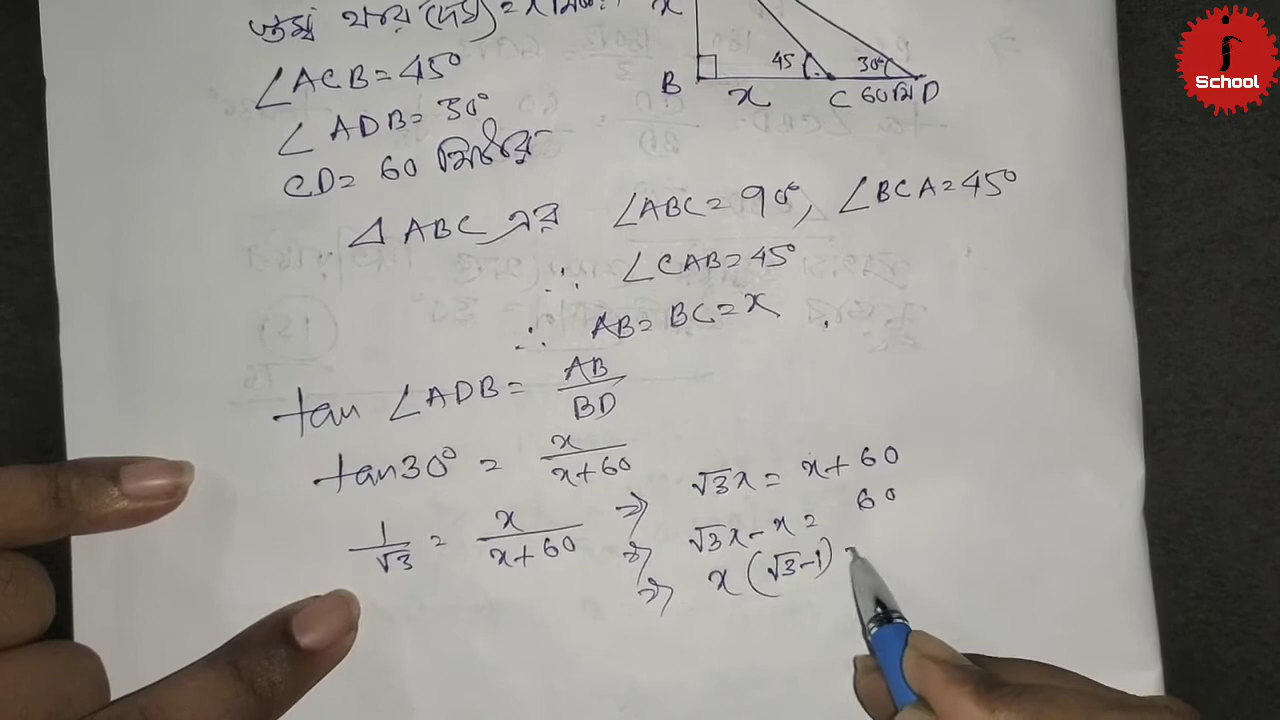 ∠ACB = 45°
∠ADB = 30°
CD = 60 মিটার
x
45
30°
B
x
C 60মি D
△ ABC এর ∠ABC = 90°, ∠BCA = 45°
∴ ∠CAB = 45°
∴ AB = BC = x
tan ∠ADB = AB/BD
tan30° = x/(x+60)
1/√3 = x/(x+60)
⇒ √3x = x+60
⇒ √3x - x = 60
⇒ x(√3-1) =
School